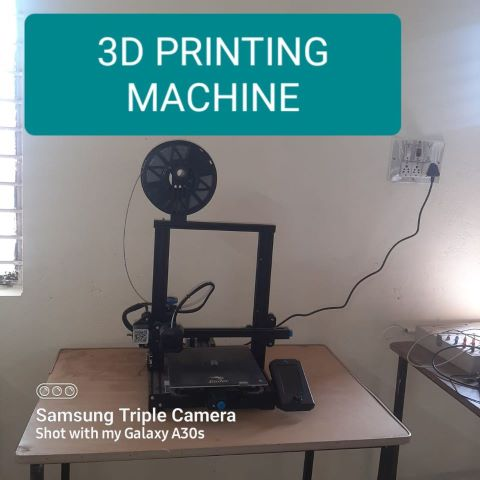 3D PRINTING
MACHINE
Samsung Triple Camera
Shot with my Galaxy A30s